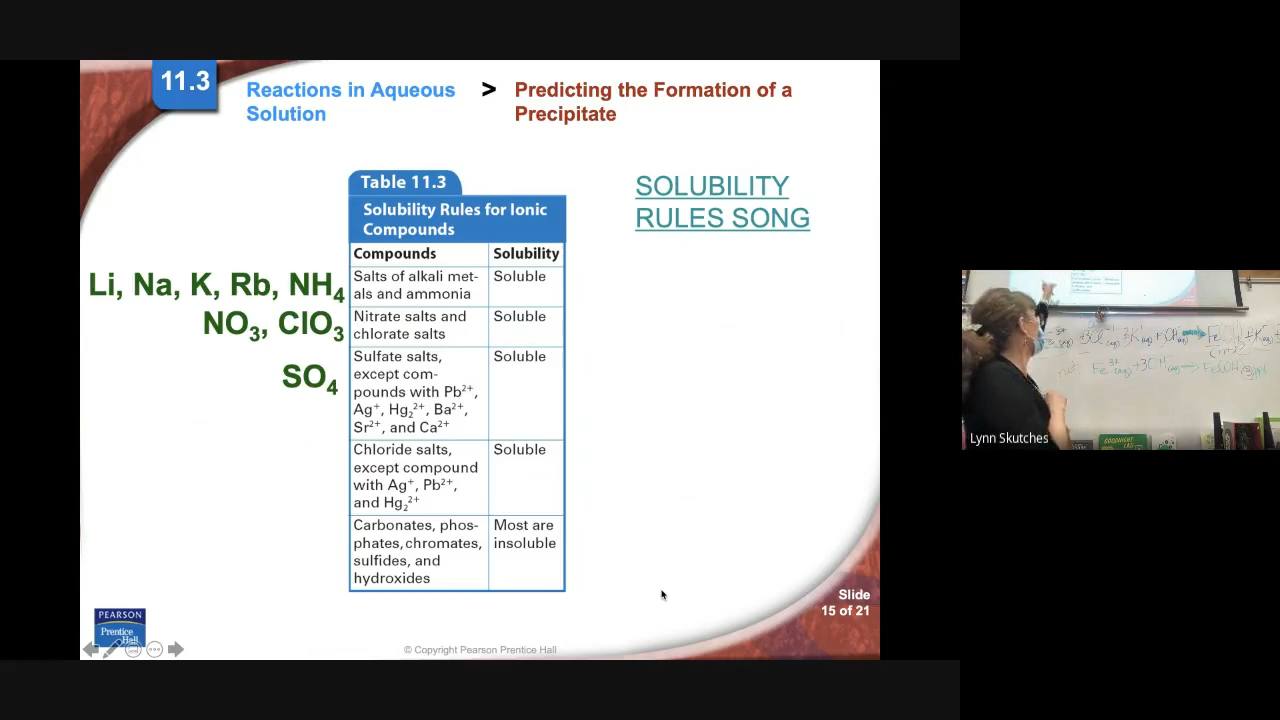 11.3
Reactions in Aqueous
Solution
>
Predicting the Formation of a
Precipitate
SOLUBILITY
RULES SONG
Li, Na, K, Rb, NH₄
NO₃, ClO₃
SO₄
Table 11.3
Solubility Rules for Ionic
Compounds
Compounds Solubility
Salts of alkali met- Soluble
als and ammonia
Nitrate salts and Soluble
chlorate salts
Sulfate salts, Soluble
except com-
pounds with Pb²⁺,
Ag⁺, Hg₂²⁺, Ba²⁺,
Sr²⁺, and Ca²⁺
Chloride salts, Soluble
except compound
with Ag⁺, Pb²⁺,
and Hg₂²⁺
Carbonates, phos- Most are
phates, chromates, insoluble
sulfides, and
hydroxides
Slide
15 of 21
PEARSON
Prentice
Hall
© Copyright Pearson Prentice Hall
Lynn Skutches